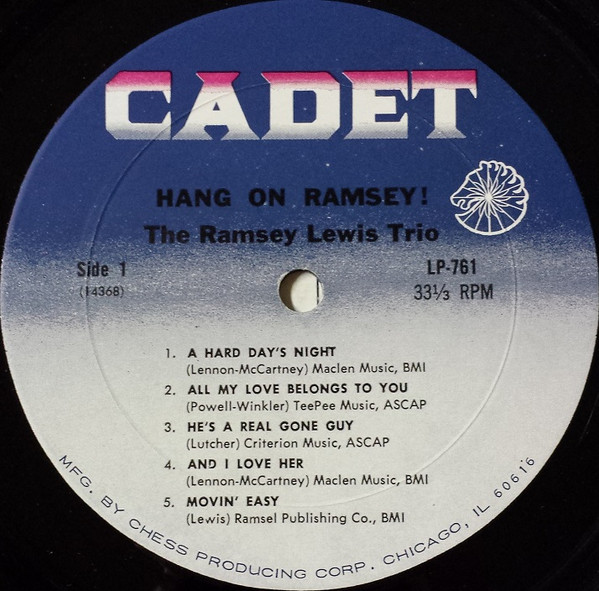 CADET
HANG ON RAMSEY!
The Ramsey Lewis Trio
Side 1
(14368)
LP-761
33⅓ RPM
1. A HARD DAY'S NIGHT
(Lennon-McCartney) Maclen Music, BMI
2. ALL MY LOVE BELONGS TO YOU
(Powell-Winkler) TeePee Music, ASCAP
3. HE'S A REAL GONE GUY
(Lutcher) Criterion Music, ASCAP
4. AND I LOVE HER
(Lennon-McCartney) Maclen Music, BMI
5. MOVIN' EASY
(Lewis) Ramsel Publishing Co., BMI
MFG. BY CHESS PRODUCING CORP. CHICAGO, IL 60616